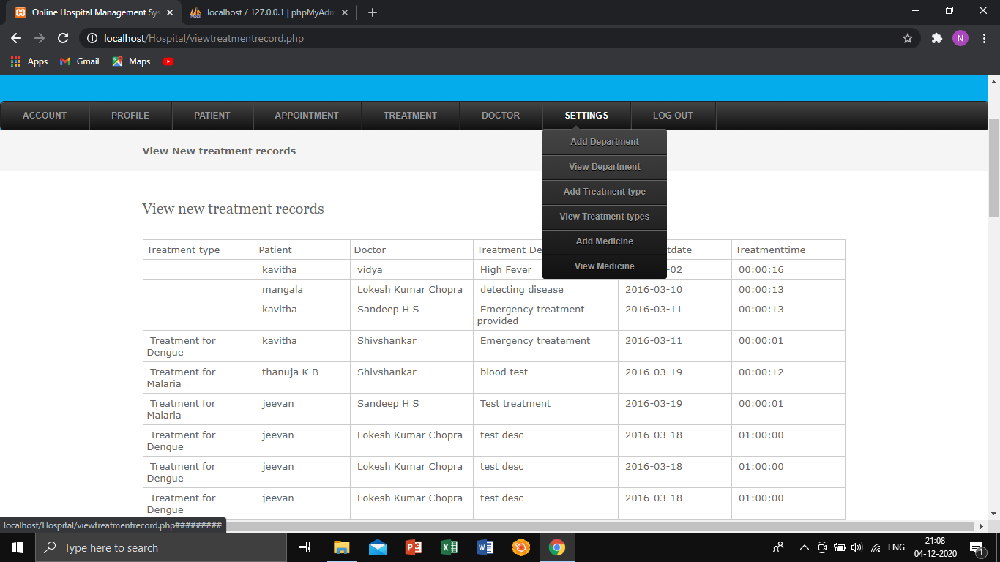 Online Hospital Management Sys
localhost / 127.0.0.1 | phpMyAdm
localhost/Hospital/viewtreatmentrecord.php
N
Apps Gmail Maps
ACCOUNT PROFILE PATIENT APPOINTMENT TREATMENT DOCTOR SETTINGS LOG OUT
Add Department
View Department
Add Treatment type
View Treatment types
Add Medicine
View Medicine
View New treatment records
View new treatment records
Treatment type Patient Doctor Treatment De tdate Treatmenttime
kavitha vidya High Fever -02 00:00:16
mangala Lokesh Kumar Chopra detecting disease 2016-03-10 00:00:13
kavitha Sandeep H S Emergency treatment 2016-03-11 00:00:13
provided
Treatment for kavitha Shivshankar Emergency treatement 2016-03-11 00:00:01
Dengue
Treatment for thanuja K B Shivshankar blood test 2016-03-19 00:00:12
Malaria
Treatment for jeevan Sandeep H S Test treatment 2016-03-19 00:00:01
Malaria
Treatment for jeevan Lokesh Kumar Chopra test desc 2016-03-18 01:00:00
Dengue
Treatment for jeevan Lokesh Kumar Chopra test desc 2016-03-18 01:00:00
Dengue
Treatment for jeevan Lokesh Kumar Chopra test desc 2016-03-18 01:00:00
Dengue
localhost/Hospital/viewtreatmentrecord.php#########
Type here to search
ENG
21:08
04-12-2020
1